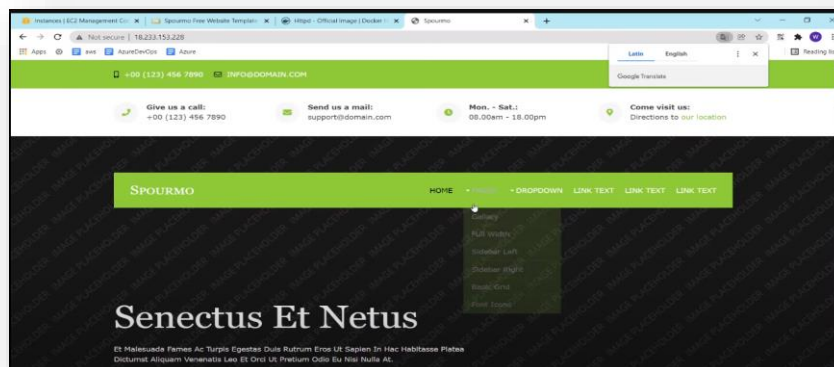 Instances | EC2 Management Con
Spourmo Free Website Template
Httpd - Official Image | Docker H
Spourmo
Not secure | 18.233.153.228
Apps
aws
AzureDevOps
Azure
Reading list
Latin
English
Google Translate
+00 (123) 456 7890
INFO@DOMAIN.COM
Give us a call:
+00 (123) 456 7890
Send us a mail:
support@domain.com
Mon. - Sat.:
08.00am - 18.00pm
Come visit us:
Directions to our location
SPOURMO
HOME
DROPDOWN
LINK TEXT
LINK TEXT
LINK TEXT
Gallery
Full Width
Sidebar Left
Sidebar Right
Basic Grid
Font Icons
IMAGE PLACEHOLDER
Senectus Et Netus
Et Malesuada Fames Ac Turpis Egestas Duis Rutrum Eros Ut Sapien In Hac Habitasse Platea
Dictumst Aliquam Venenatis Leo Et Orci Ut Pretium Odio Eu Nisi Nulla At.